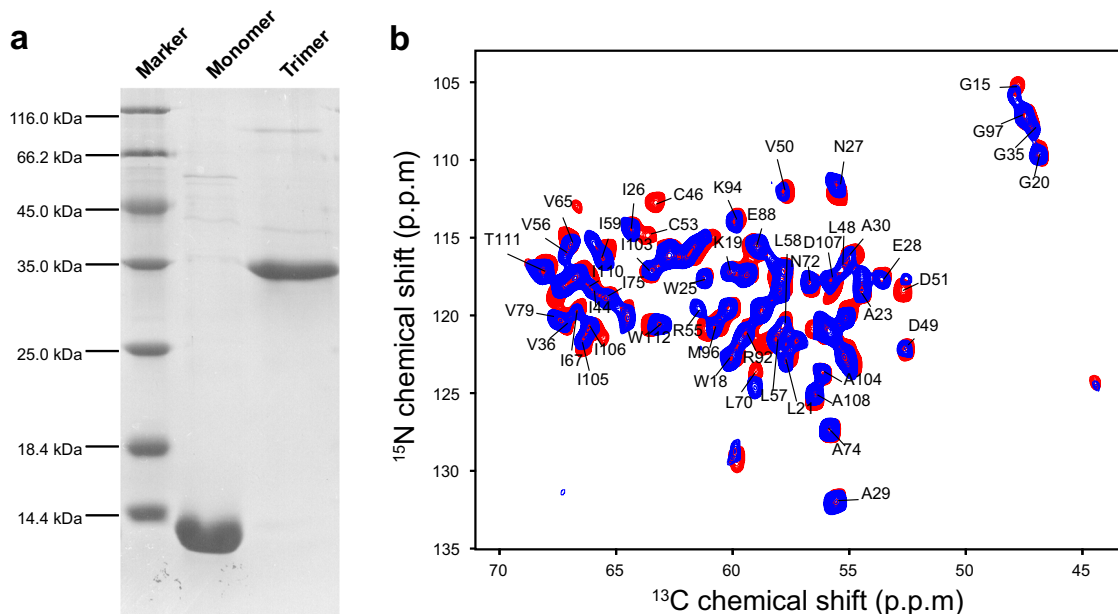 a
Marker
Monomer
Trimer
116.0 kDa
66.2 kDa
45.0 kDa
35.0 kDa
25.0 kDa
18.4 kDa
14.4 kDa
b
105
110
115
120
125
130
135
15N chemical shift (p.p.m)
70
65
60
55
50
45
13C chemical shift (p.p.m)
G15
G97
G35
G20
V50
N27
K94
I26
C46
V65
I59
C53
E88
L48
A30
V56
I103
L58
D107
T111
K19
N72
E28
I110
I75
W25
D51
A23
I44
V79
W112
R55
D49
V36
M96
I106
R92
I67
W18
A104
I105
L70
L57
L21
A108
A74
A29